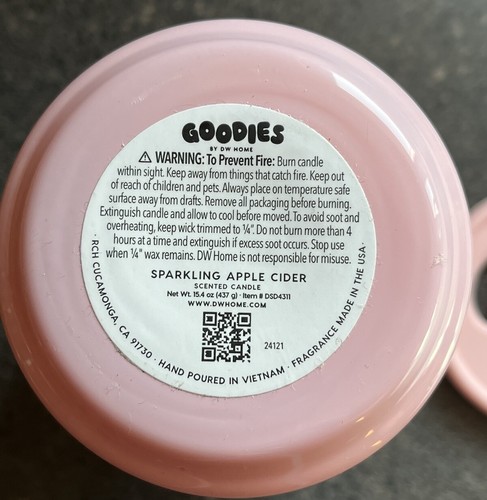 GOODIES
BY DW HOME
⚠ WARNING: To Prevent Fire: Burn candle
within sight. Keep away from things that catch fire. Keep out
of reach of children and pets. Always place on temperature safe
surface away from drafts. Remove all packaging before burning.
Extinguish candle and allow to cool before moved. To avoid soot and
overheating, keep wick trimmed to ¼". Do not burn more than 4
hours at a time and extinguish if excess soot occurs. Stop use
when ¾" wax remains. DW Home is not responsible for misuse.
SPARKLING APPLE CIDER
SCENTED CANDLE
Net Wt. 15.4 oz (437 g) · Item # DSD4311
WWW.DWHOME.COM
24121
· RCH CUCAMONGA, CA 91730 · HAND POURED IN VIETNAM · FRAGRANCE MADE IN THE USA ·